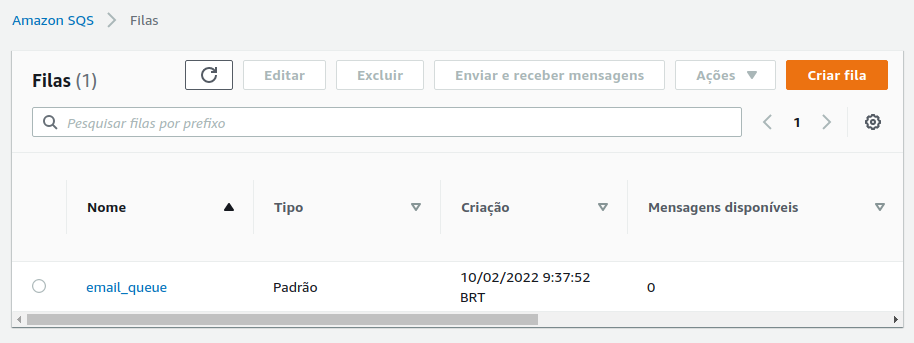 Amazon SQS > Filas
Filas (1)
Editar
Excluir
Enviar e receber mensagens
Ações
Criar fila
Pesquisar filas por prefixo
1
Nome
Tipo
Criação
Mensagens disponíveis
email_queue
Padrão
10/02/2022 9:37:52
BRT
0